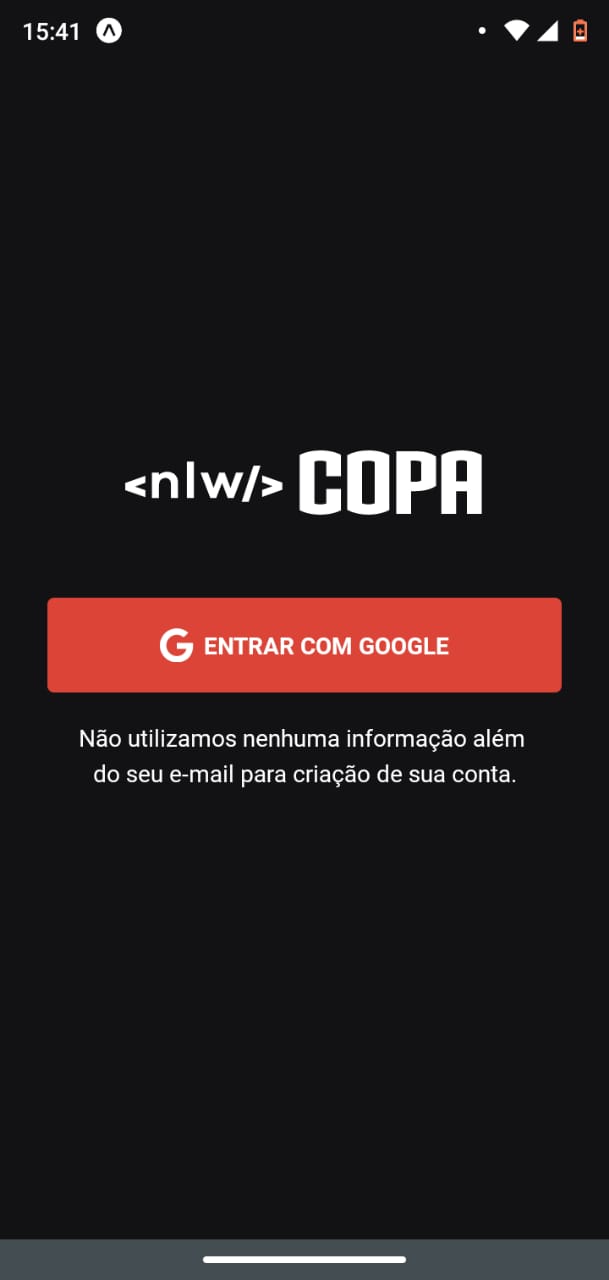 15:41
<nlw/> COPA
G ENTRAR COM GOOGLE
Não utilizamos nenhuma informação além
do seu e-mail para criação de sua conta.